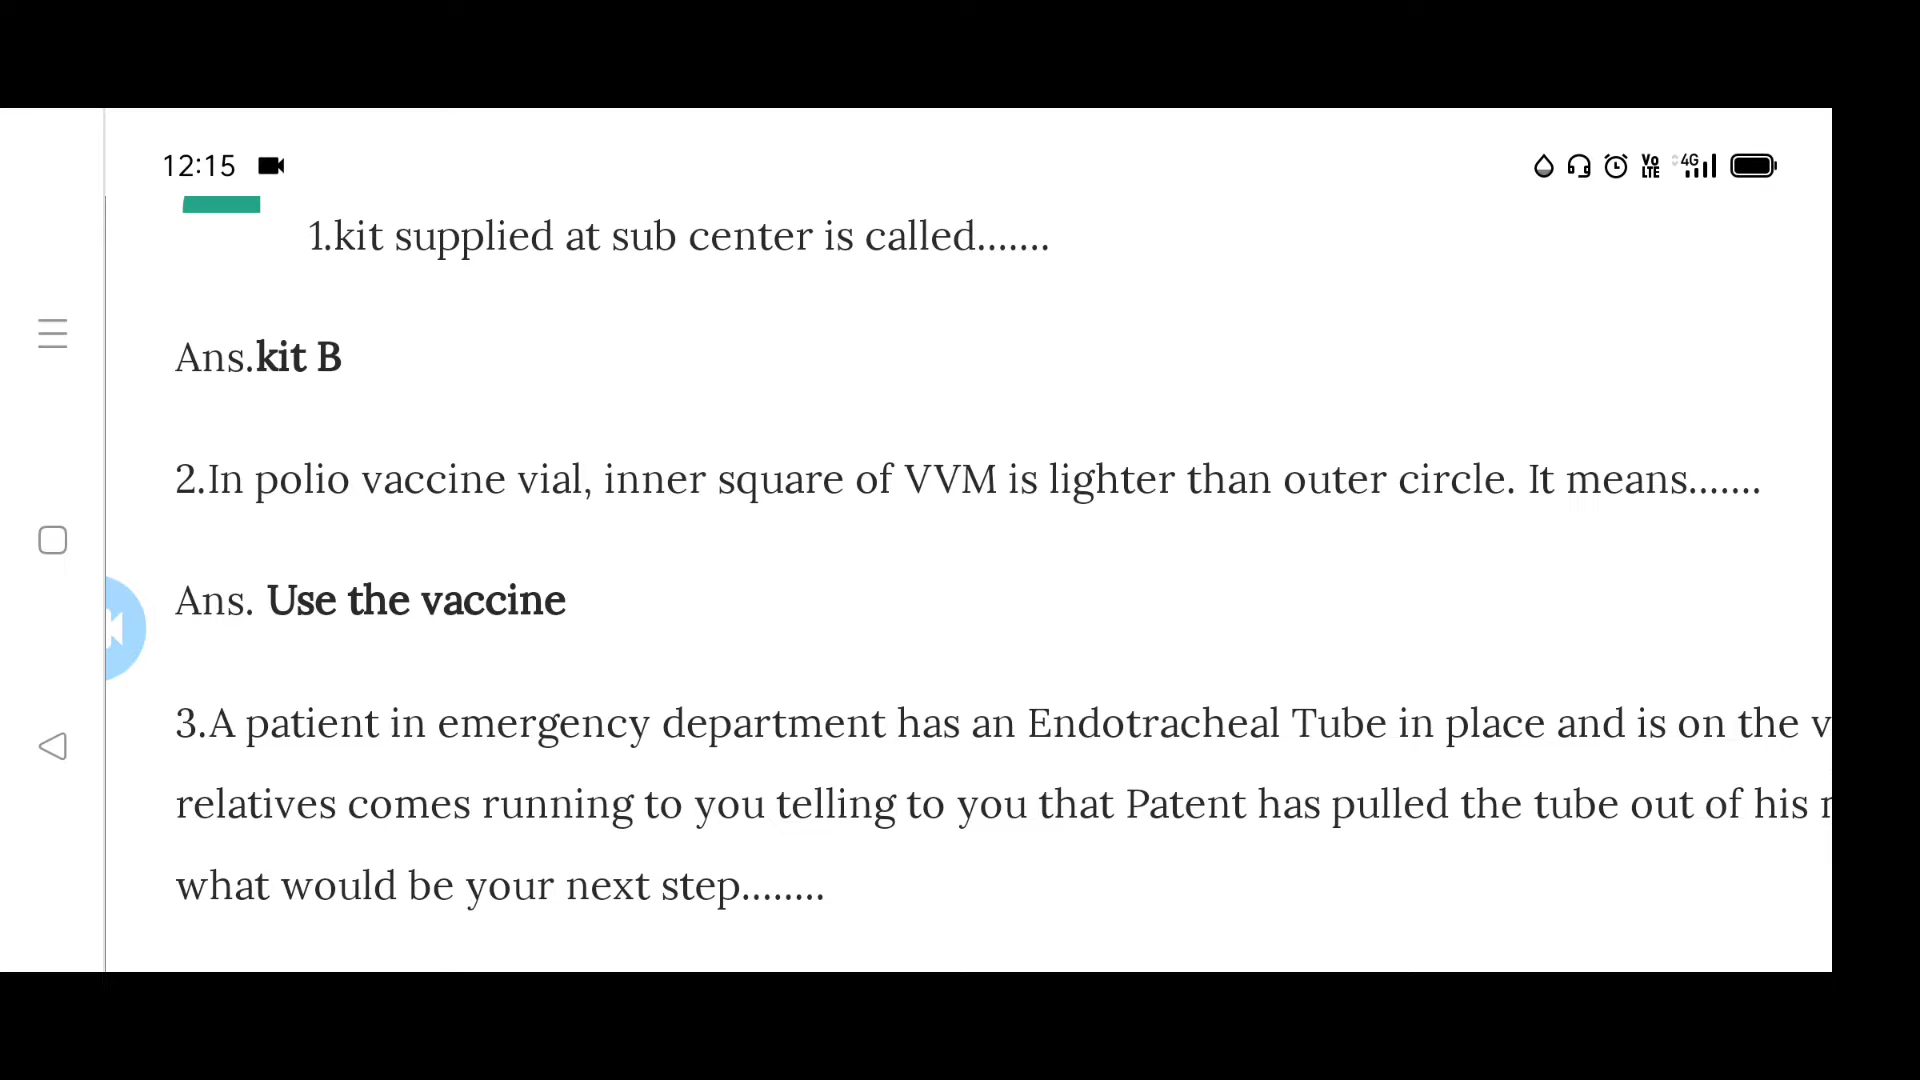 12:15 Vo LTE 4G
1.kit supplied at sub center is called.......
Ans.kit B
2.In polio vaccine vial, inner square of VVM is lighter than outer circle. It means.......
Ans. Use the vaccine
3.A patient in emergency department has an Endotracheal Tube in place and is on the v
relatives comes running to you telling to you that Patent has pulled the tube out of his
what would be your next step........